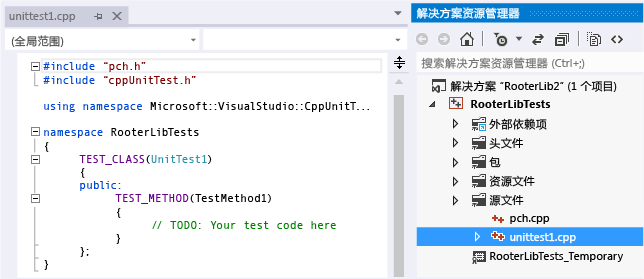 unittest1.cpp
(全局范围)
#include "pch.h"
#include "cppUnitTest.h"
using namespace Microsoft::VisualStudio::CppUnitT...
namespace RooterLibTests
{
TEST_CLASS(UnitTest1)
{
public:
TEST_METHOD(TestMethod1)
{
// TODO: Your test code here
}
};
}
解决方案资源管理器
搜索解决方案资源管理器(Ctrl+;)
解决方案 "RooterLib2" (1 个项目)
RooterLibTests
外部依赖项
头文件
包
资源文件
源文件
pch.cpp
unittest1.cpp
RooterLibTests_Temporary